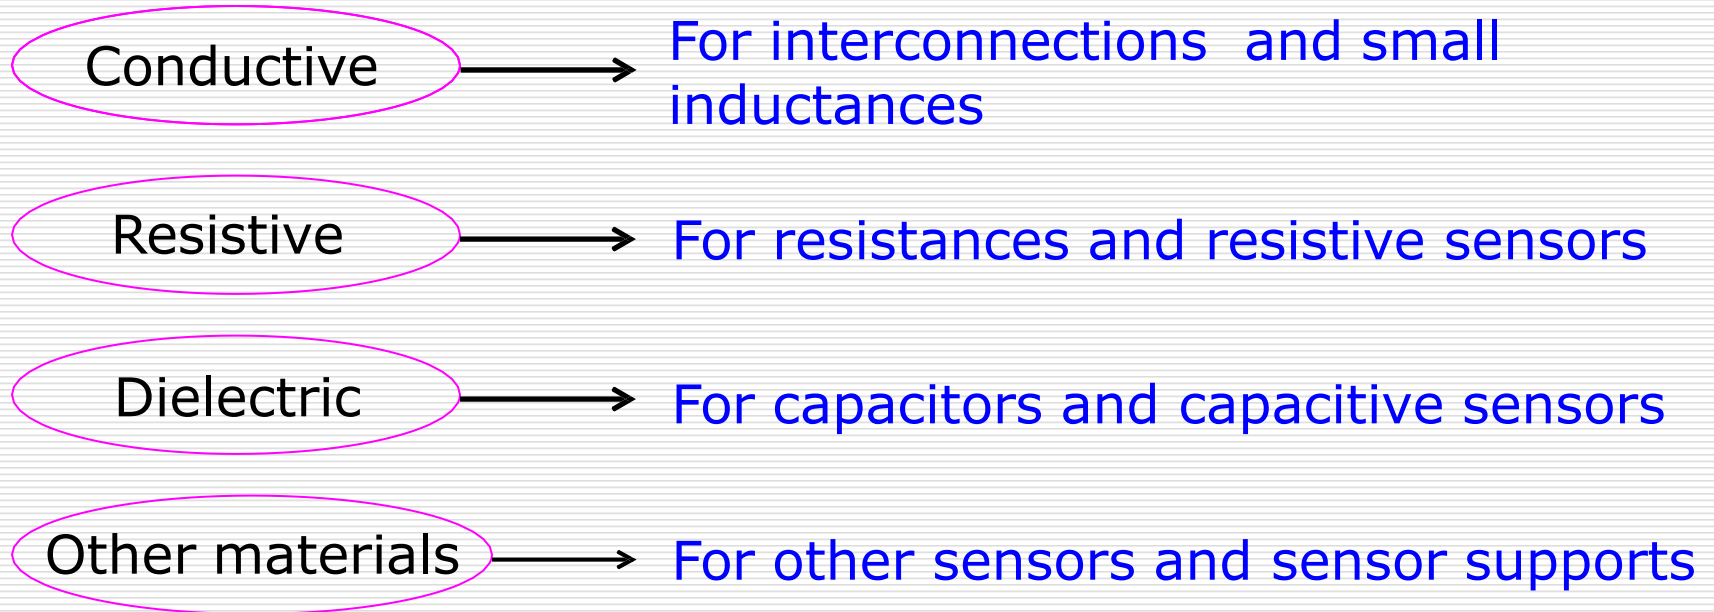 Conductive
For interconnections and small
inductances
Resistive
For resistances and resistive sensors
Dielectric
For capacitors and capacitive sensors
Other materials
For other sensors and sensor supports